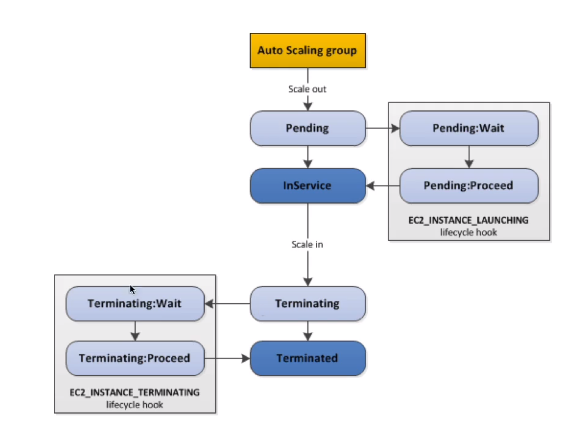 Auto Scaling group
Scale out
Pending
Pending:Wait
InService
Pending:Proceed
EC2_INSTANCE_LAUNCHING
lifecycle hook
Scale in
Terminating:Wait
Terminating
Terminating:Proceed
Terminated
EC2_INSTANCE_TERMINATING
lifecycle hook